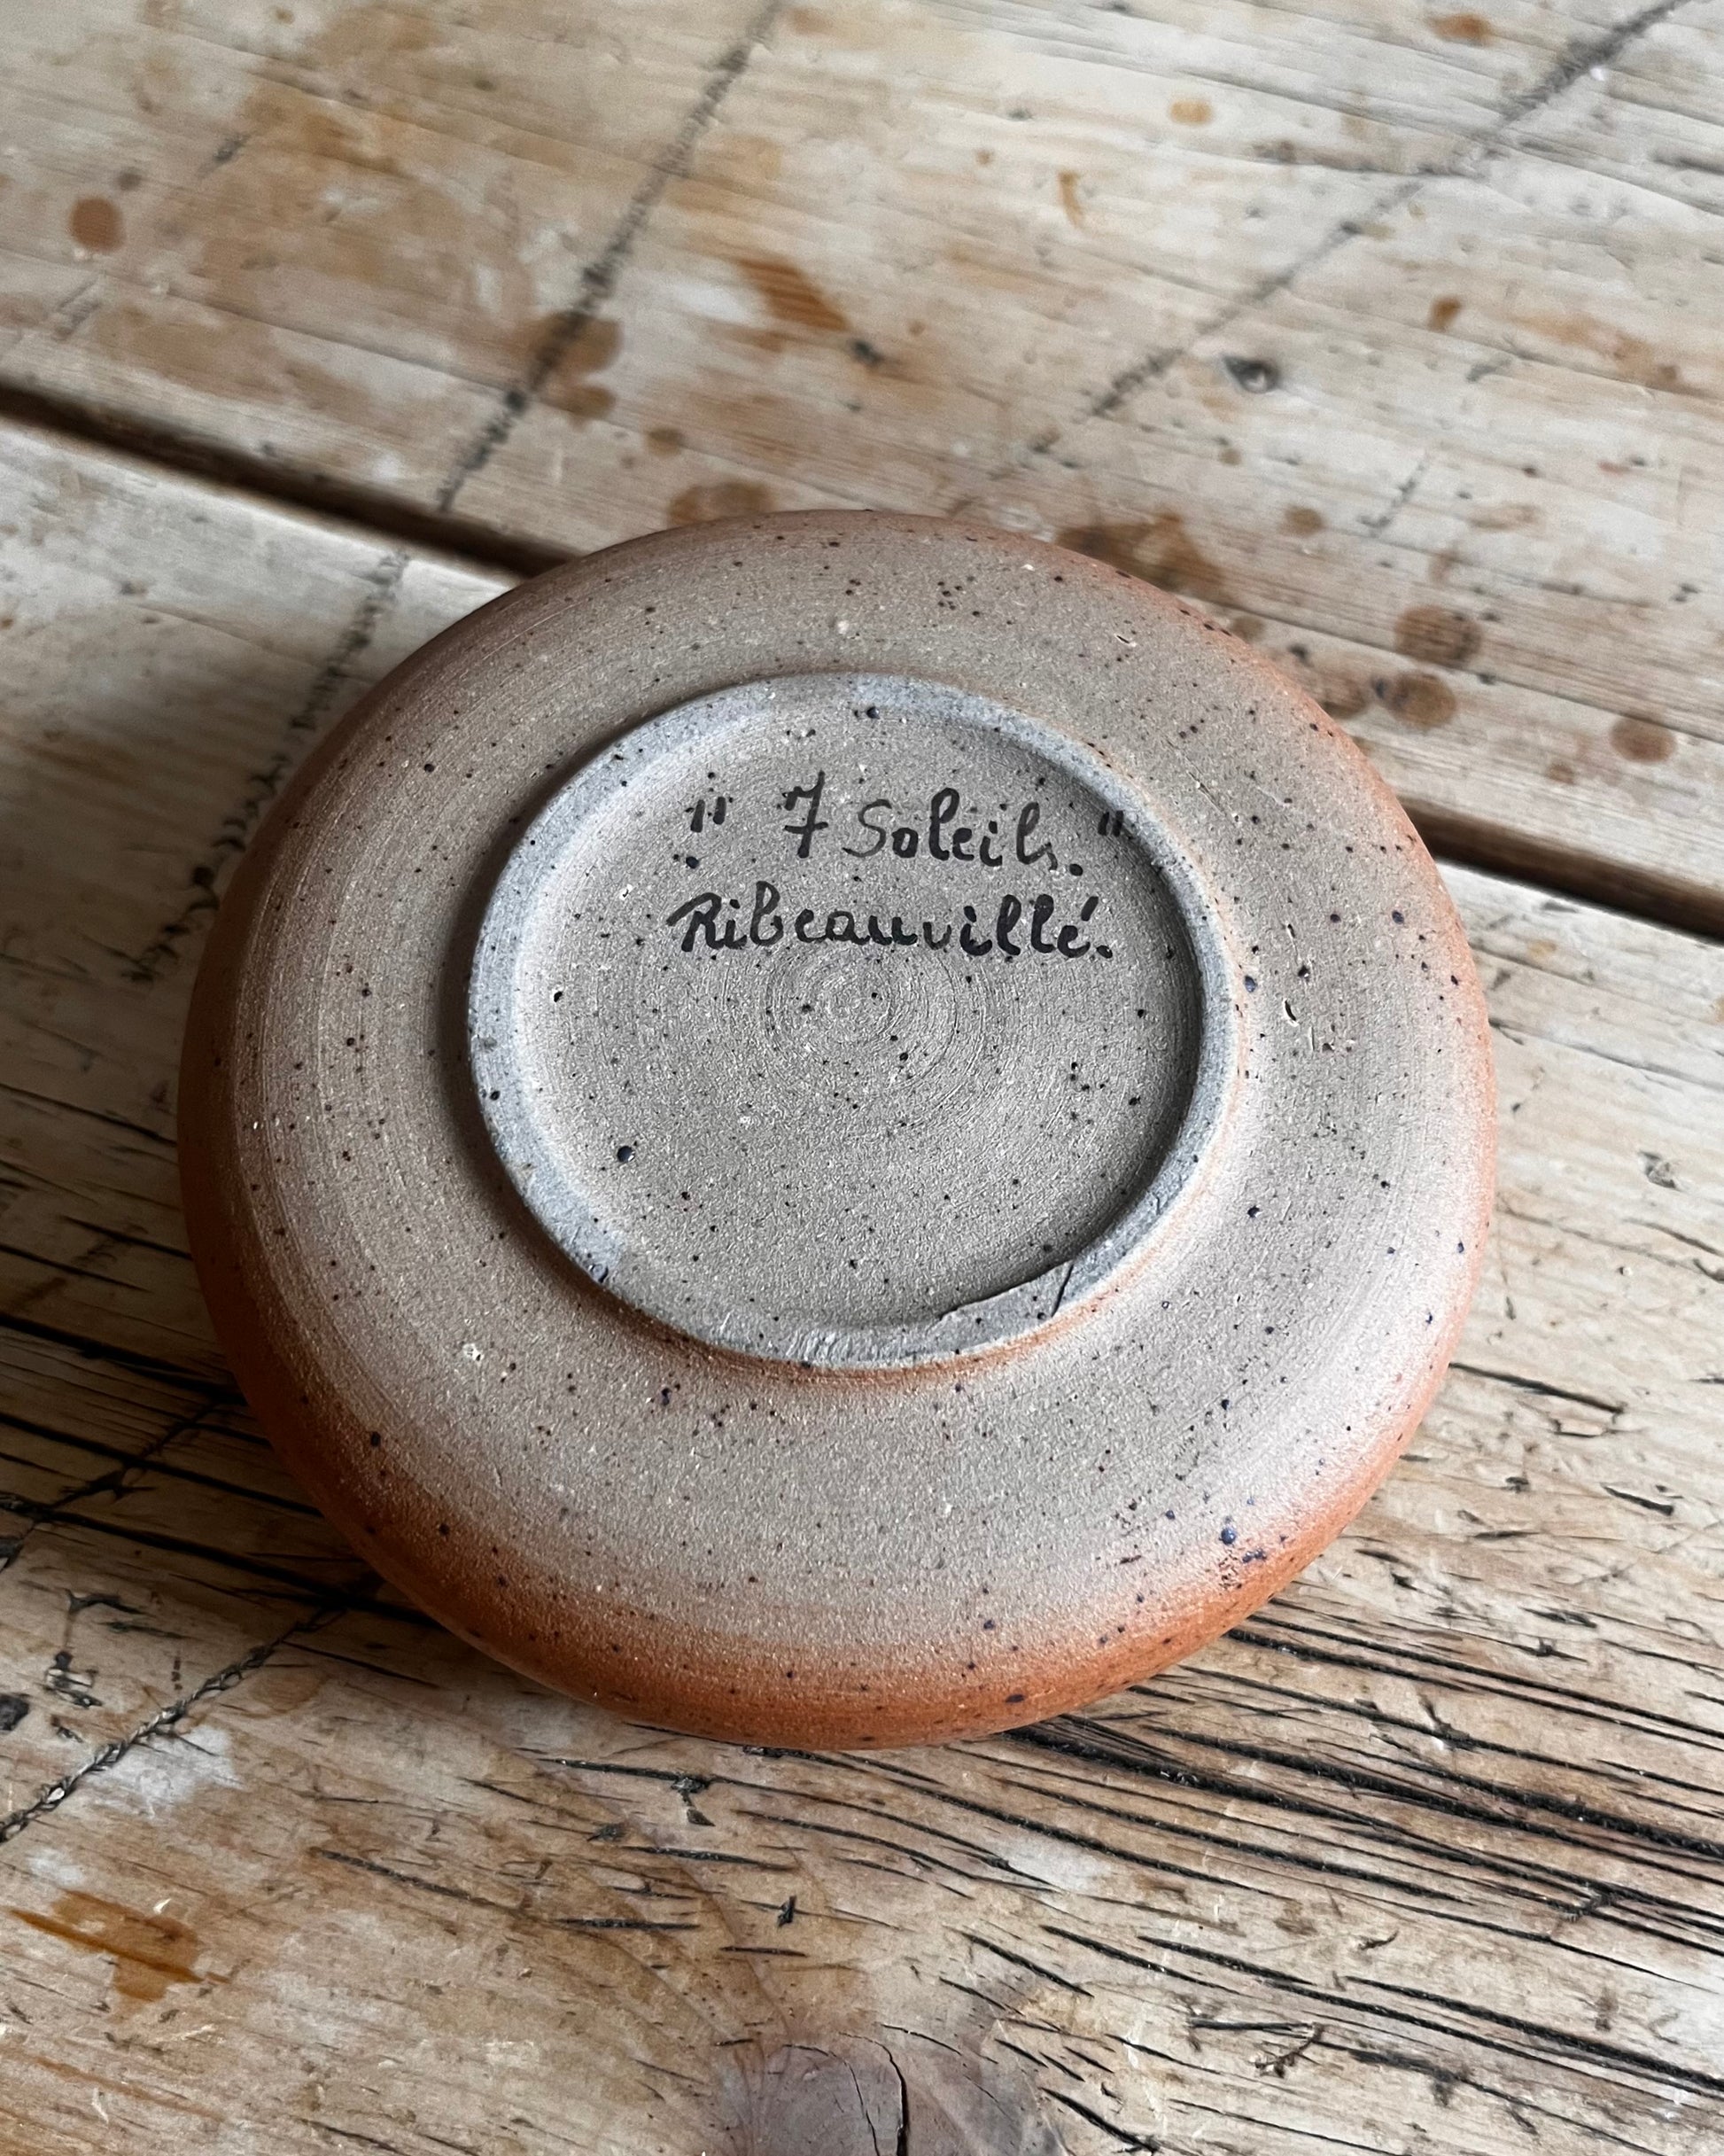 " 7 Soleils. "
Ribeauvillé.